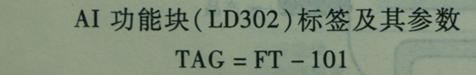 AI 功能块(LD302)标签及其参数
TAG = FT - 101